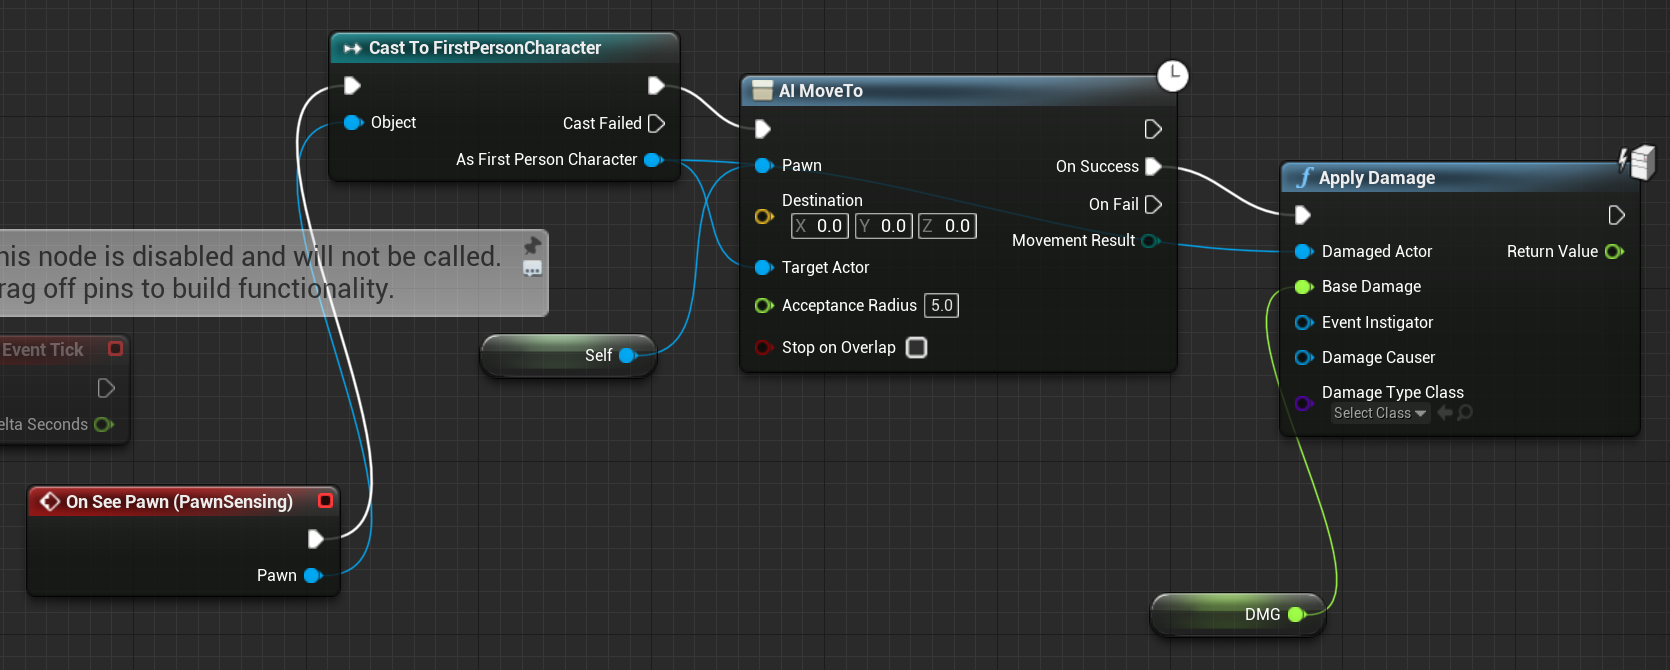 Cast To FirstPersonCharacter
Object
Cast Failed
As First Person Character
AI MoveTo
Pawn
On Success
Destination
X 0.0 Y 0.0 Z 0.0
On Fail
Movement Result
Target Actor
Acceptance Radius 5.0
Stop on Overlap
Apply Damage
Damaged Actor
Return Value
Base Damage
Event Instigator
Damage Causer
Damage Type Class
Select Class
his node is disabled and will not be called.
rag off pins to build functionality.
Event Tick
elta Seconds
Self
On See Pawn (PawnSensing)
Pawn
DMG